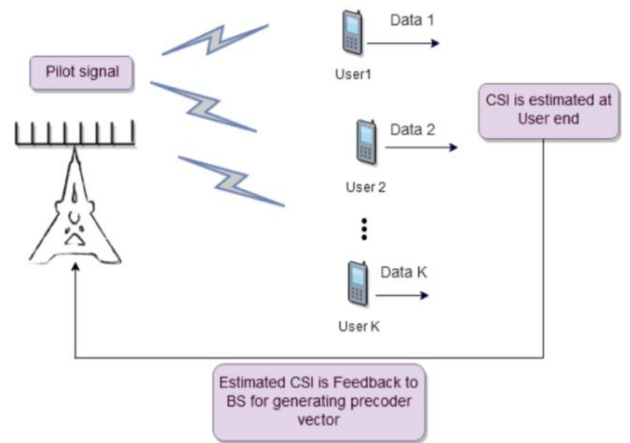 Pilot signal
Data 1
User1
CSI is estimated at
User end
Data 2
User 2
Data K
User K
Estimated CSI is Feedback to
BS for generating precoder
vector